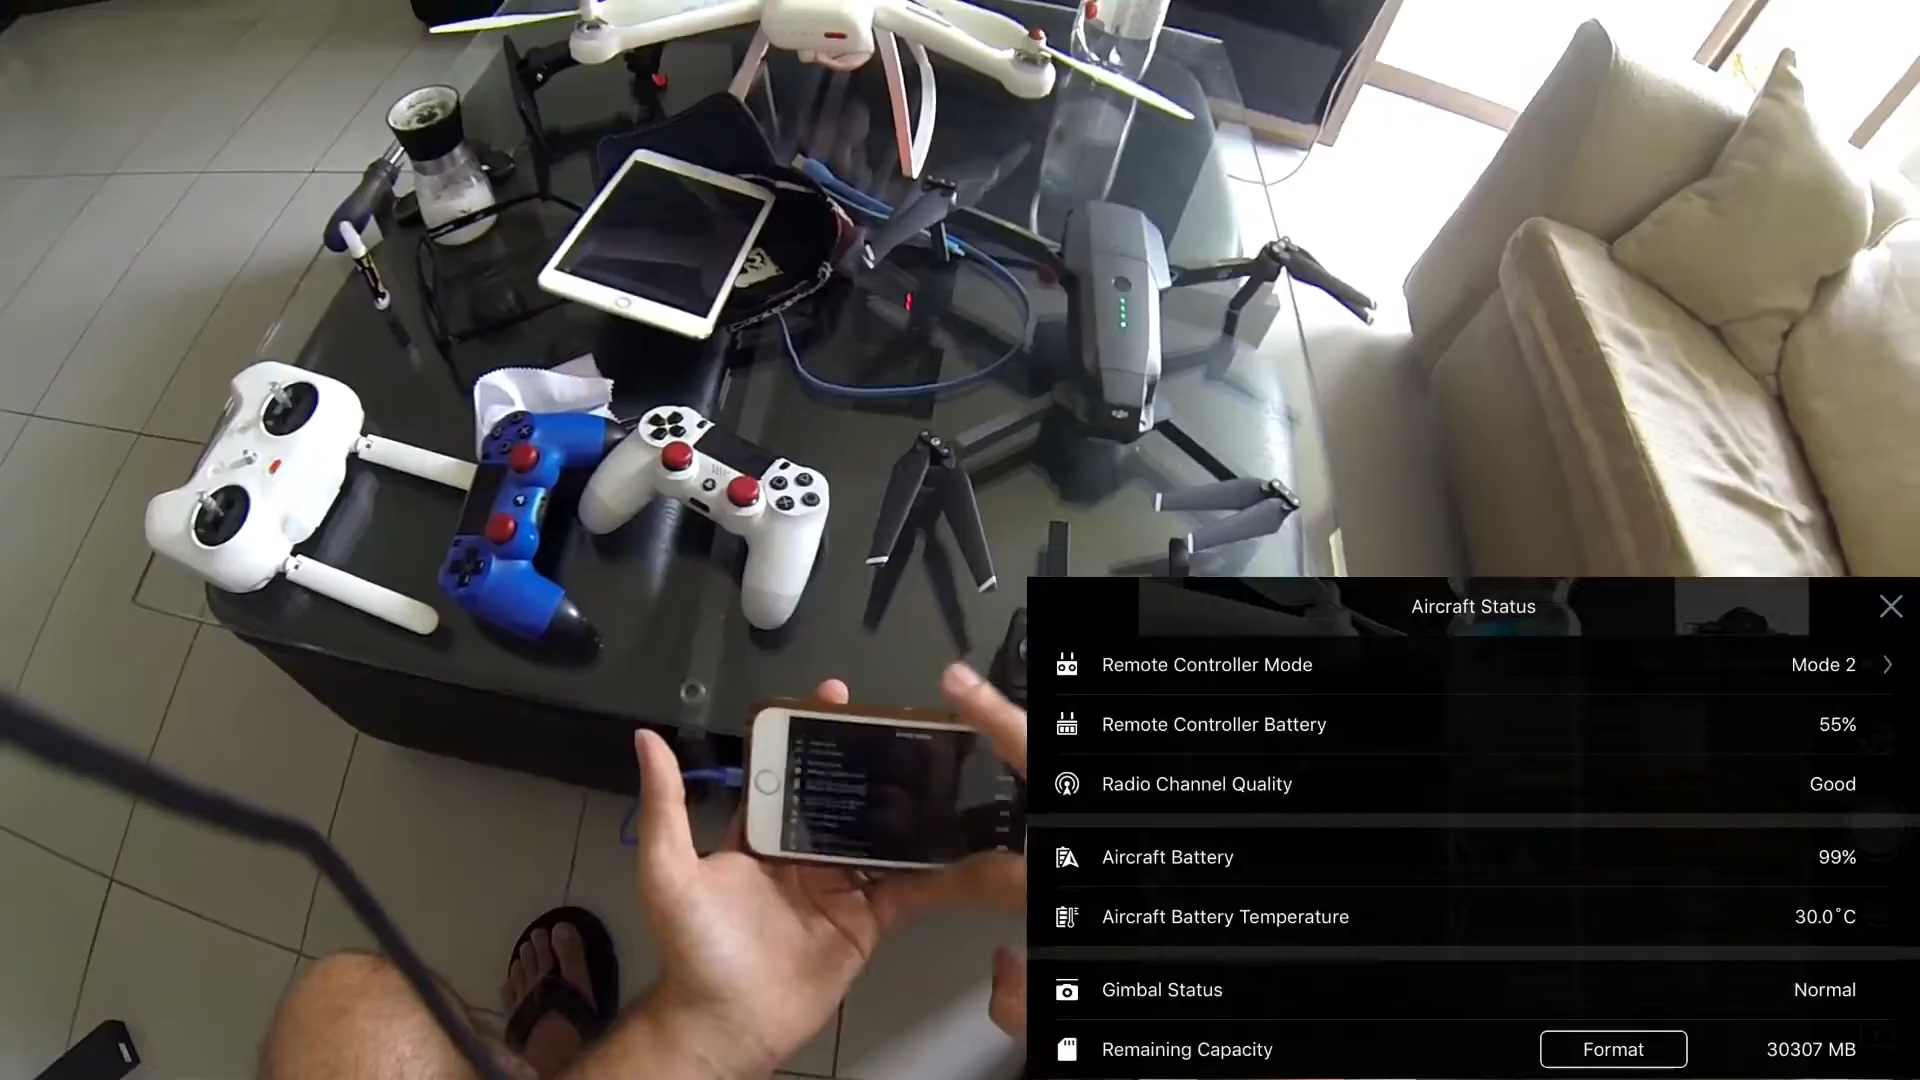 Aircraft Status
Remote Controller Mode Mode 2
Remote Controller Battery 55%
Radio Channel Quality Good
Aircraft Battery 99%
Aircraft Battery Temperature 30.0°C
Gimbal Status Normal
Remaining Capacity Format 30307 MB